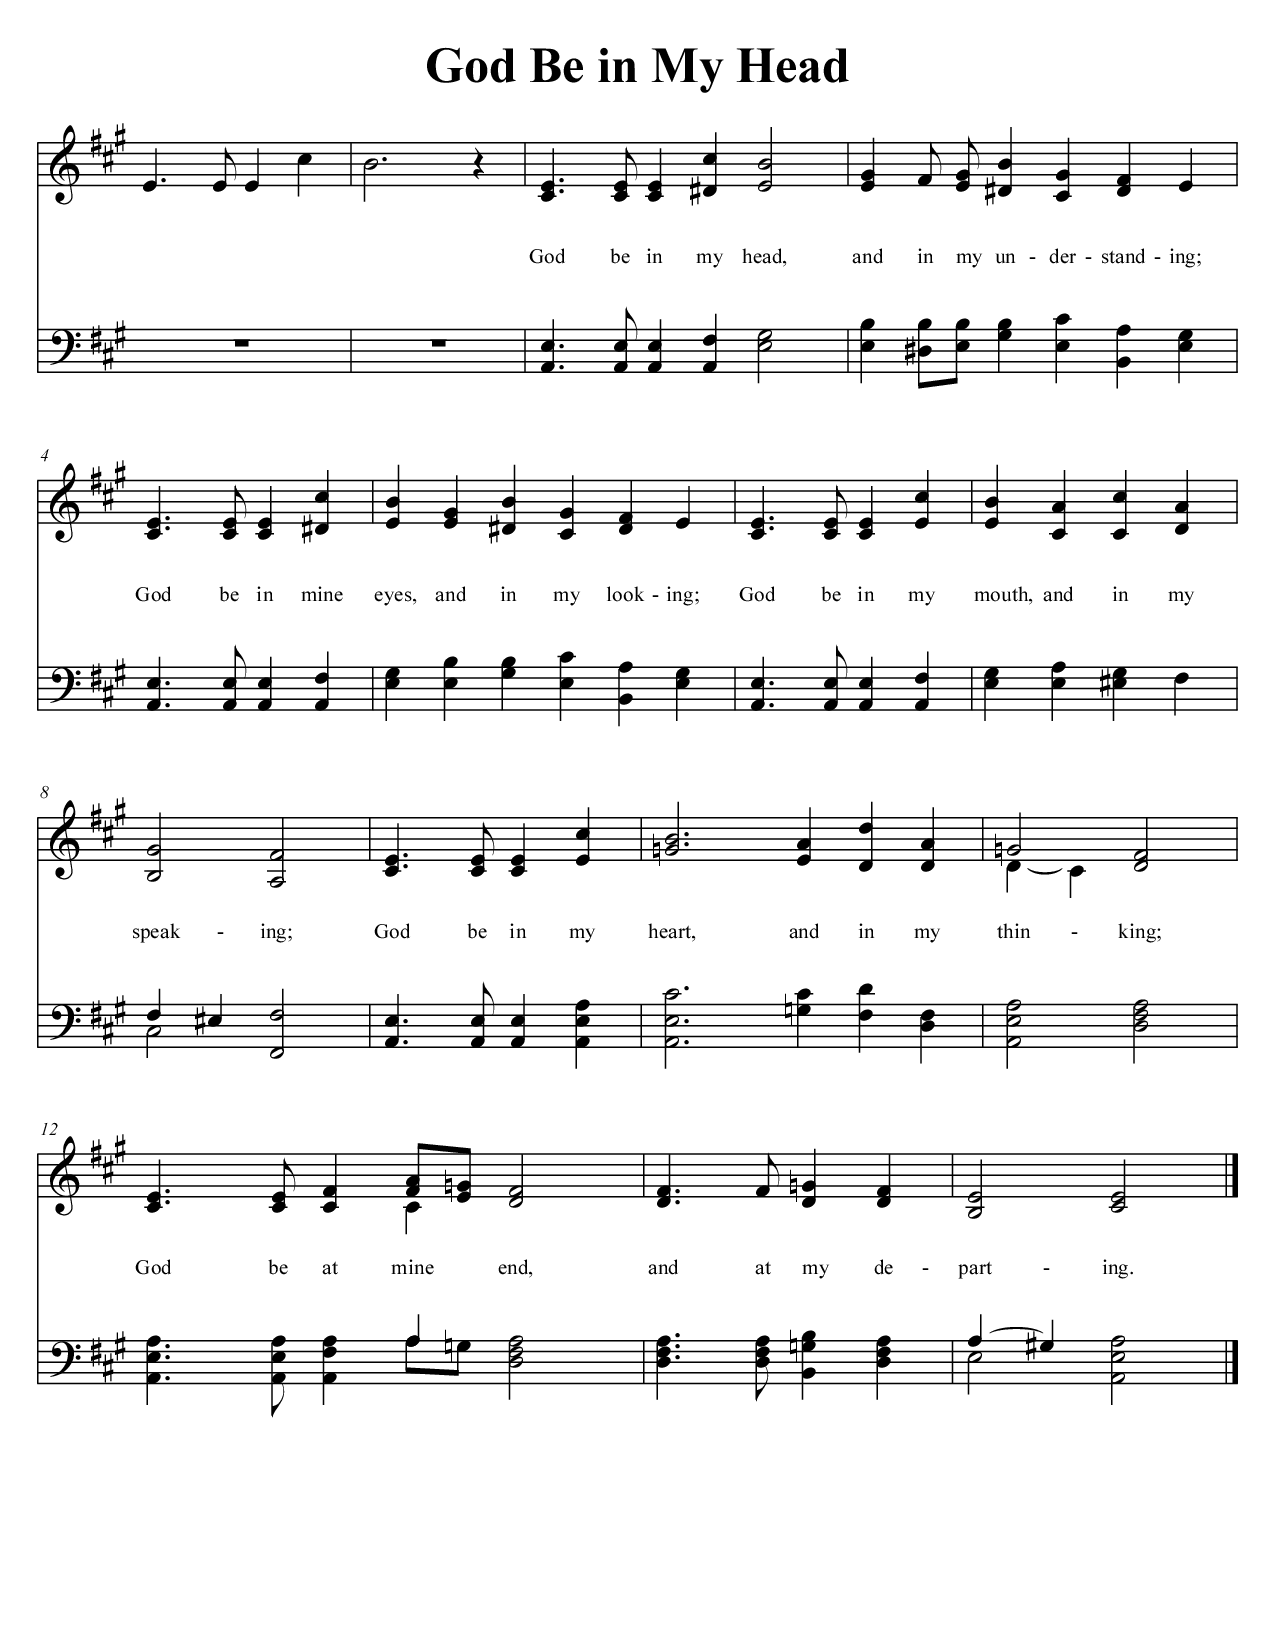 God Be in My Head
God be in my head, and in my un - der - stand - ing;
4
God be in mine eyes, and in my look - ing; God be in my mouth, and in my
8
speak - ing; God be in my heart, and in my thin - king;
12
God be at mine end, and at my de - part - ing.